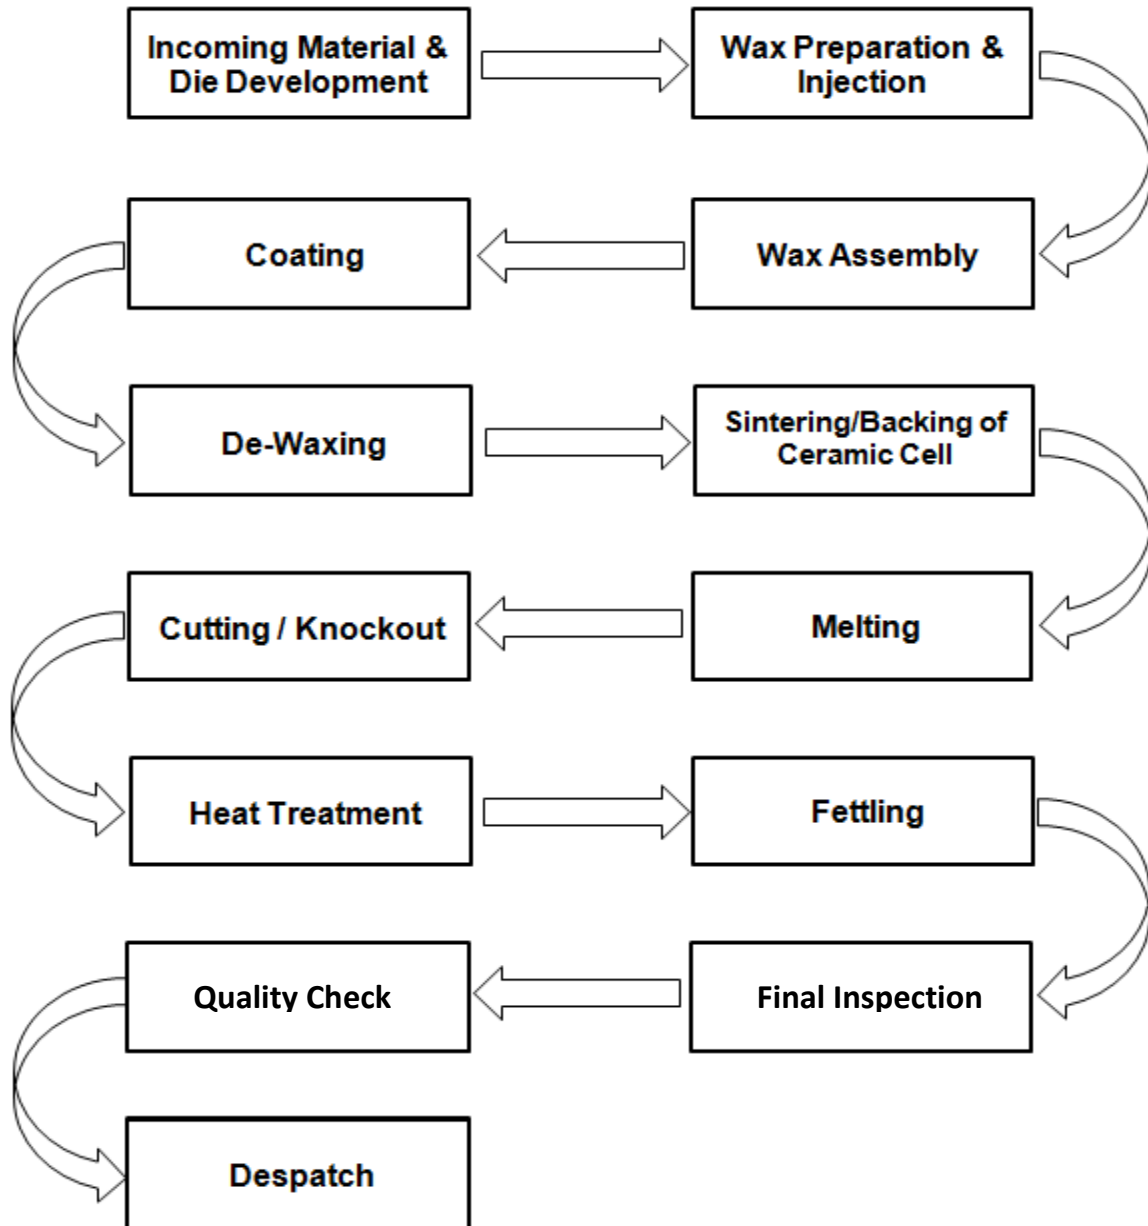 Incoming Material &
Die Development
Wax Preparation &
Injection
Wax Assembly
Coating
De-Waxing
Sintering/Backing of
Ceramic Cell
Melting
Cutting / Knockout
Heat Treatment
Fettling
Final Inspection
Quality Check
Despatch